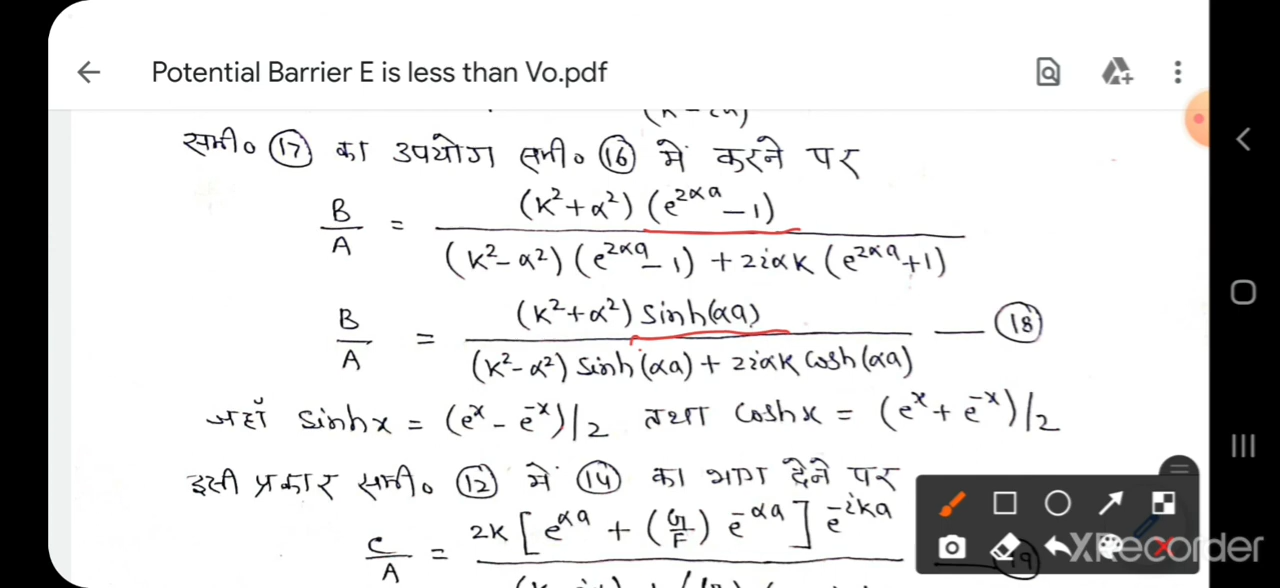 Potential Barrier E is less than Vo.pdf
समी० (17) का उपयोग समी० (16) में करने पर
B/A = (k²+α²) (e^{2αa} – 1) / (k²– α²) (e^{2αa} – 1) + 2iαk (e^{2αa} + 1)
B/A = (k²+α²) sinh(αa) / (k²– α²) sinh(αa) + 2iαk cosh(αa) — (18)
जहाँ sinhx = (e^x – e^{-x})/2 तथा coshx = (e^x + e^{-x})/2
इसी प्रकार समी० (12) में (14) का भाग देने पर
C/A = 2k [e^{αa} + (G/F) e^{-αa}] e^{-ika}
XRecorder